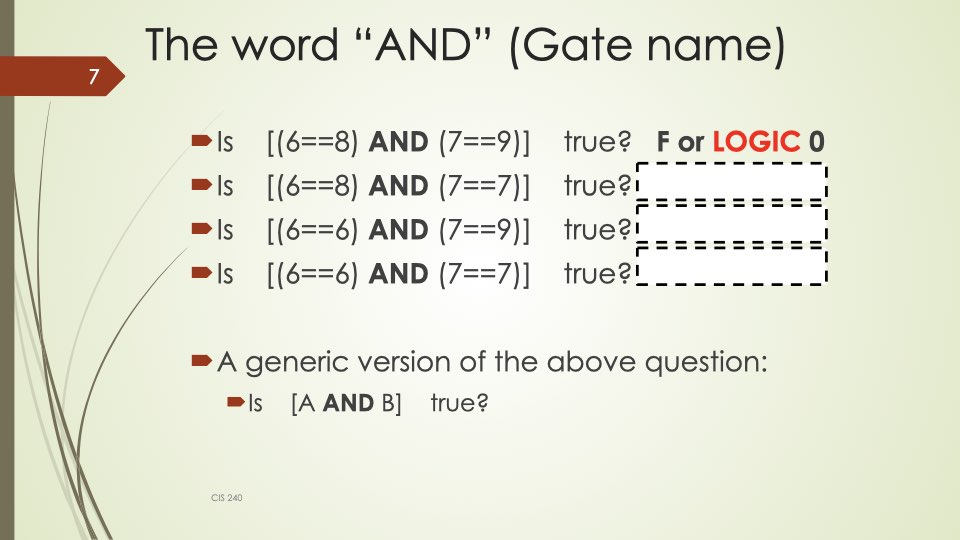 The word “AND” (Gate name)
7
Is [(6==8) AND (7==9)] true? F or LOGIC 0
Is [(6==8) AND (7==7)] true?
Is [(6==6) AND (7==9)] true?
Is [(6==6) AND (7==7)] true?
A generic version of the above question:
Is [A AND B] true?
CIS 240